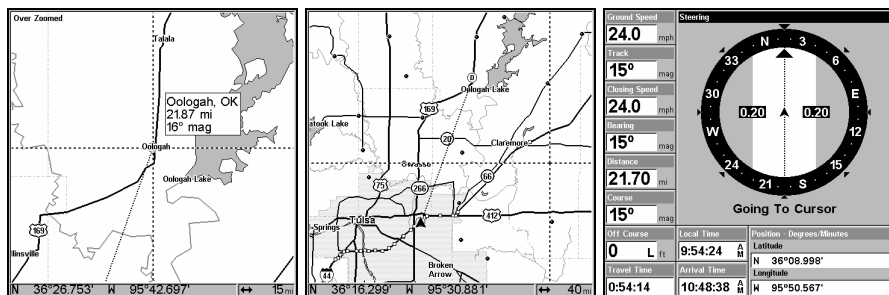 Over Zoomed
Talala
Oologah, OK
21.87 mi
16° mag
Oologah
Oologah Lake
169
llinsville
N 36°26.753' W 95°42.697' ↔ 15 mi
D
Oologah Lake
169
atook Lake
20
Claremore
Owasso
75
66
266
412
Tulsa
d Springs
Broken
Arrow
44
N 36°16.299' W 95°30.881' ↔ 40 mi
Ground Speed
24.0 mph
Track
15° mag
Closing Speed
24.0 mph
Bearing
15° mag
Distance
21.70 mi
Course
15° mag
Off Course
0 L ft
Travel Time
0:54:14
Steering
N 3 6 E 12 15 S 21 24 W 30 33
0.20 0.20
Going To Cursor
Local Time
9:54:24 AM
Arrival Time
10:48:38 AM
Position - Degrees/Minutes
Latitude
N 36°08.998'
Longitude
W 95°50.567'